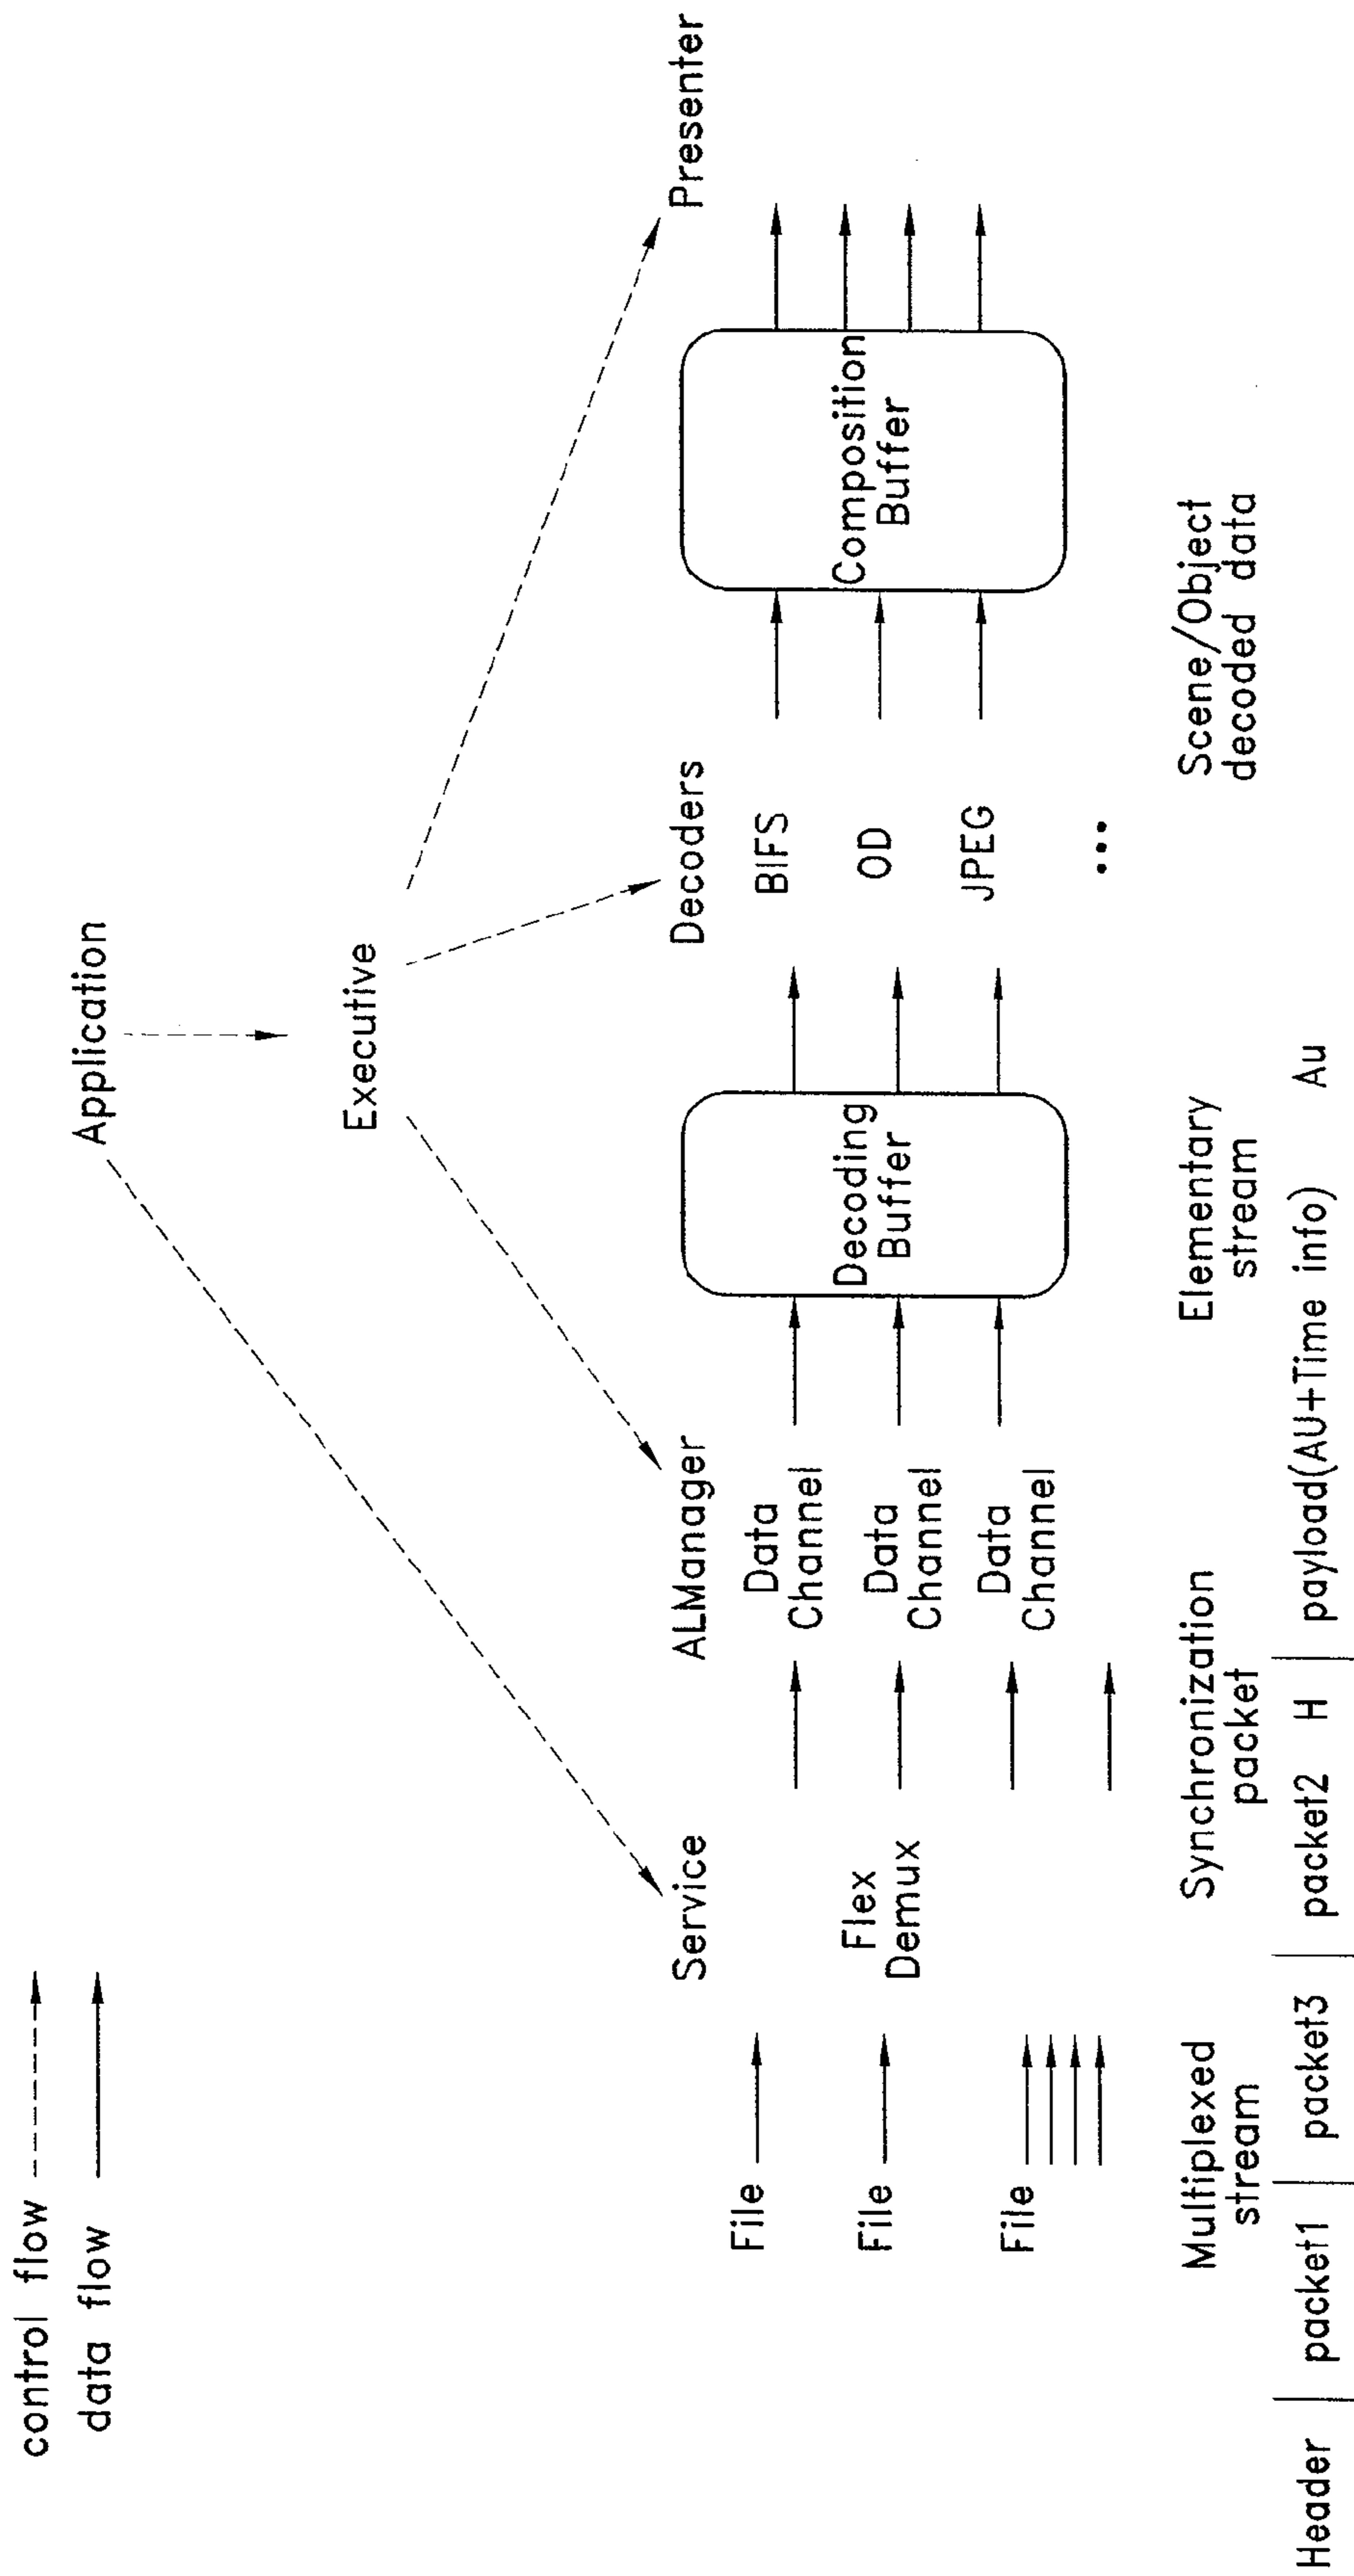 control flow
data flow
Application
Executive
Service
ALManager
Decoders
Presenter
File
File
File
Flex
Demux
Data
Channel
Data
Channel
Data
Channel
Decoding
Buffer
BIFS
OD
JPEG
...
Composition
Buffer
Multiplexed
stream
Synchronization
packet
Elementary
stream
Scene/Object
decoded data
Header | packet1 | packet3 | packet2 H | payload(AU+Time info) Au